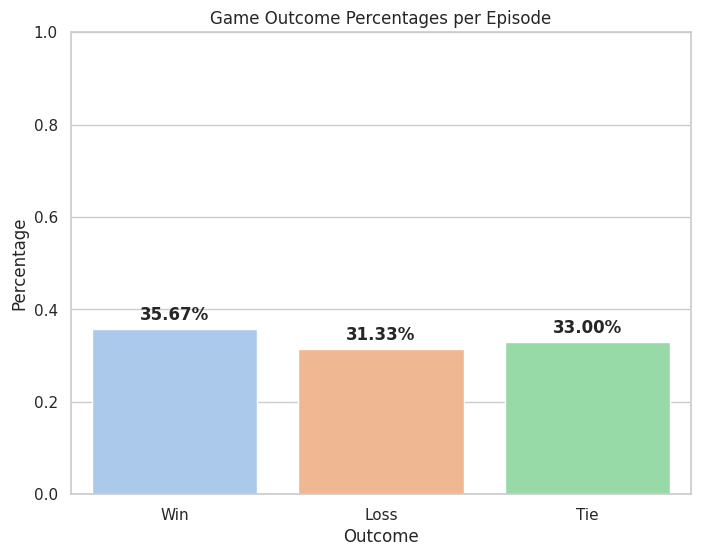 Game Outcome Percentages per Episode
1.0
0.8
0.6
0.4
0.2
0.0
Percentage
35.67%
31.33%
33.00%
Win
Loss
Tie
Outcome